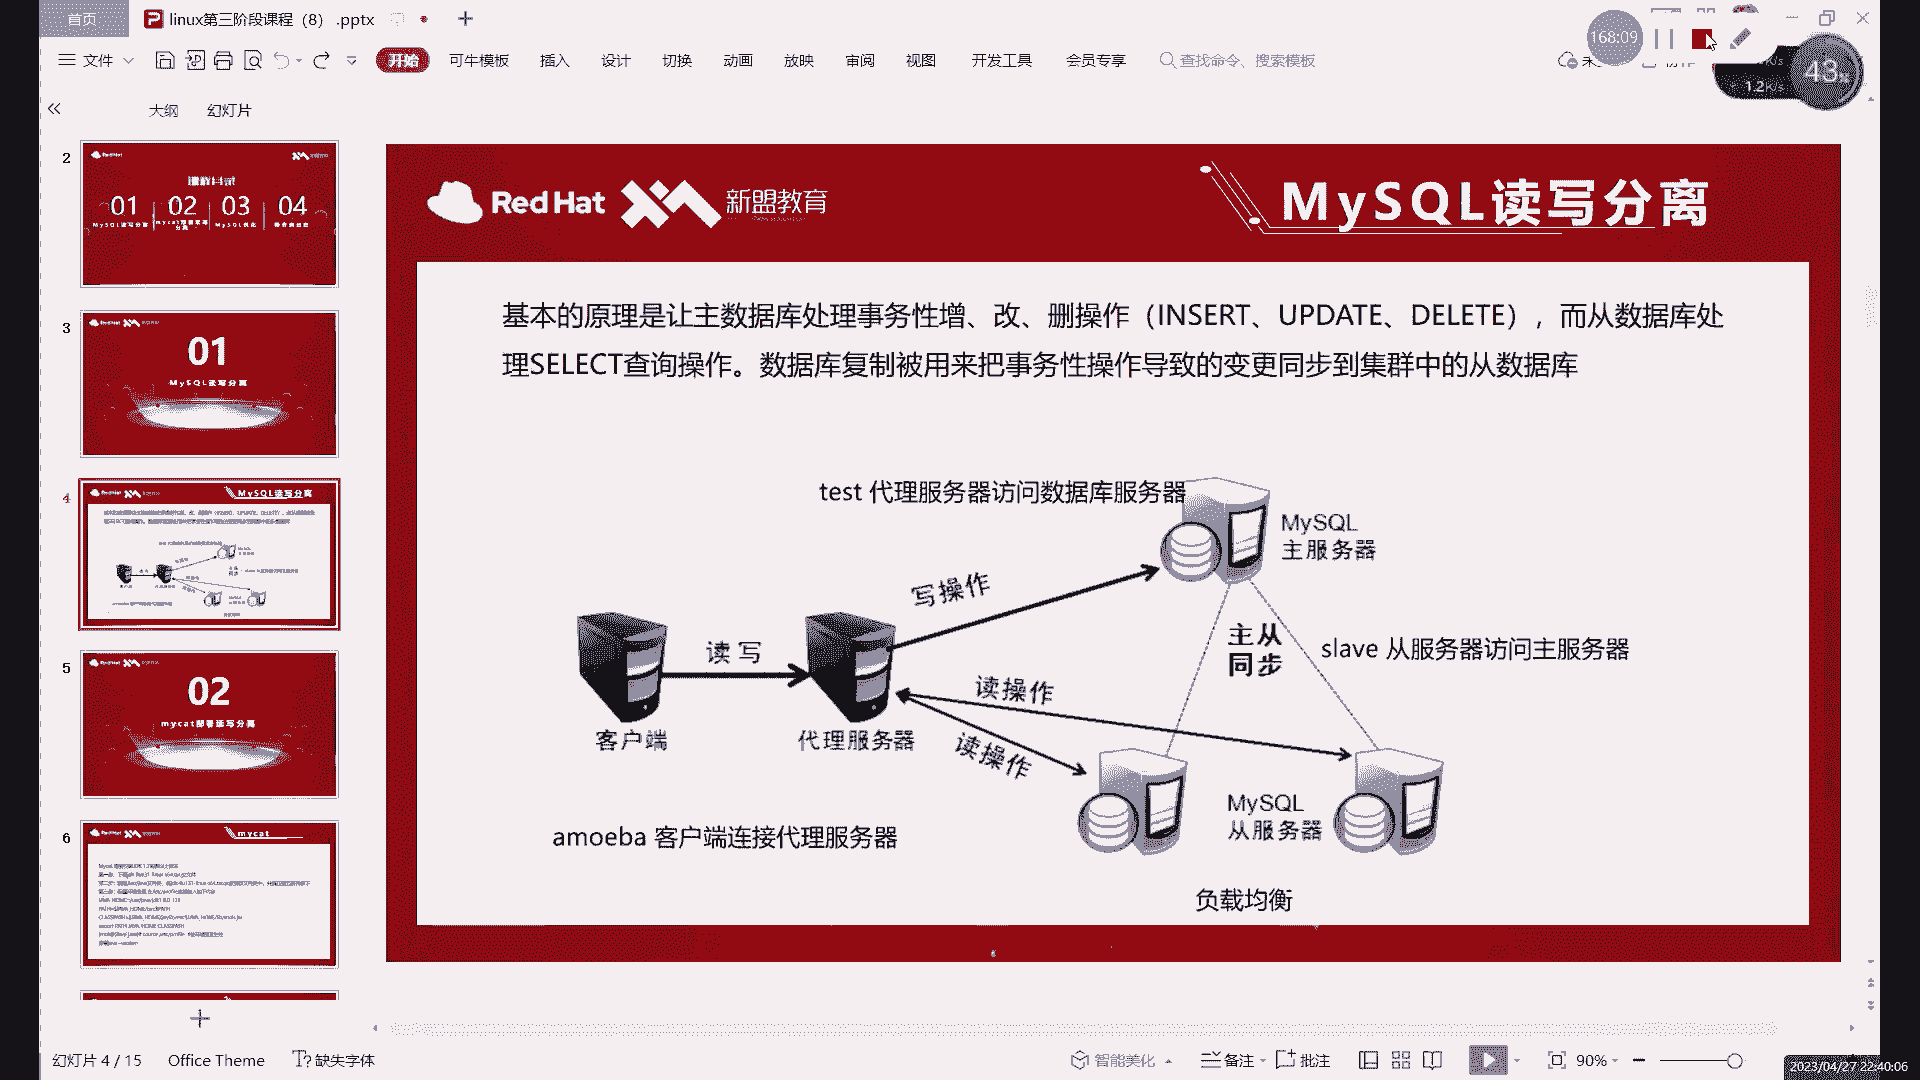 首页
linux第三阶段课程（8） .pptx
168:09
文件
开始
可牛模板
插入
设计
切换
动画
放映
审阅
视图
开发工具
会员专享
查找命令、搜索模板
43
1.2K/s
大纲
幻灯片
2
RedHat
01
02
03
04
MySQL读写分离
3
01
MySQL读写分离
4
MySQL读写分离
5
02
mycat部署读写分离
6
mycat
Red Hat
新盟教育
MySQL读写分离
基本的原理是让主数据库处理事务性增、改、删操作（INSERT、UPDATE、DELETE），而从数据库处
理SELECT查询操作。数据库复制被用来把事务性操作导致的变更同步到集群中的从数据库
test 代理服务器访问数据库服务器
MySQL
主服务器
写操作
读 写
主从
同步
slave 从服务器访问主服务器
读操作
客户端
代理服务器
读操作
MySQL
从服务器
amoeba 客户端连接代理服务器
负载均衡
幻灯片 4 / 15
Office Theme
缺失字体
智能美化
备注
批注
90%
2023/04/27 22:40:06